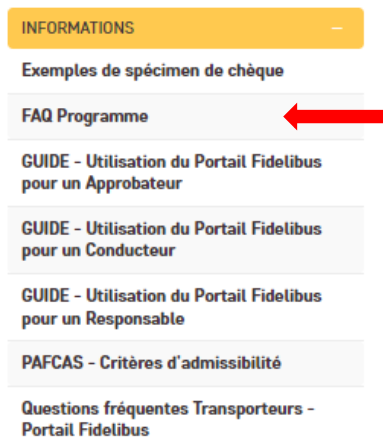 INFORMATIONS
Exemples de spécimen de chèque
FAQ Programme
GUIDE - Utilisation du Portail Fidelibus
pour un Approbateur
GUIDE - Utilisation du Portail Fidelibus
pour un Conducteur
GUIDE - Utilisation du Portail Fidelibus
pour un Responsable
PAFCAS - Critères d'admissibilité
Questions fréquentes Transporteurs -
Portail Fidelibus